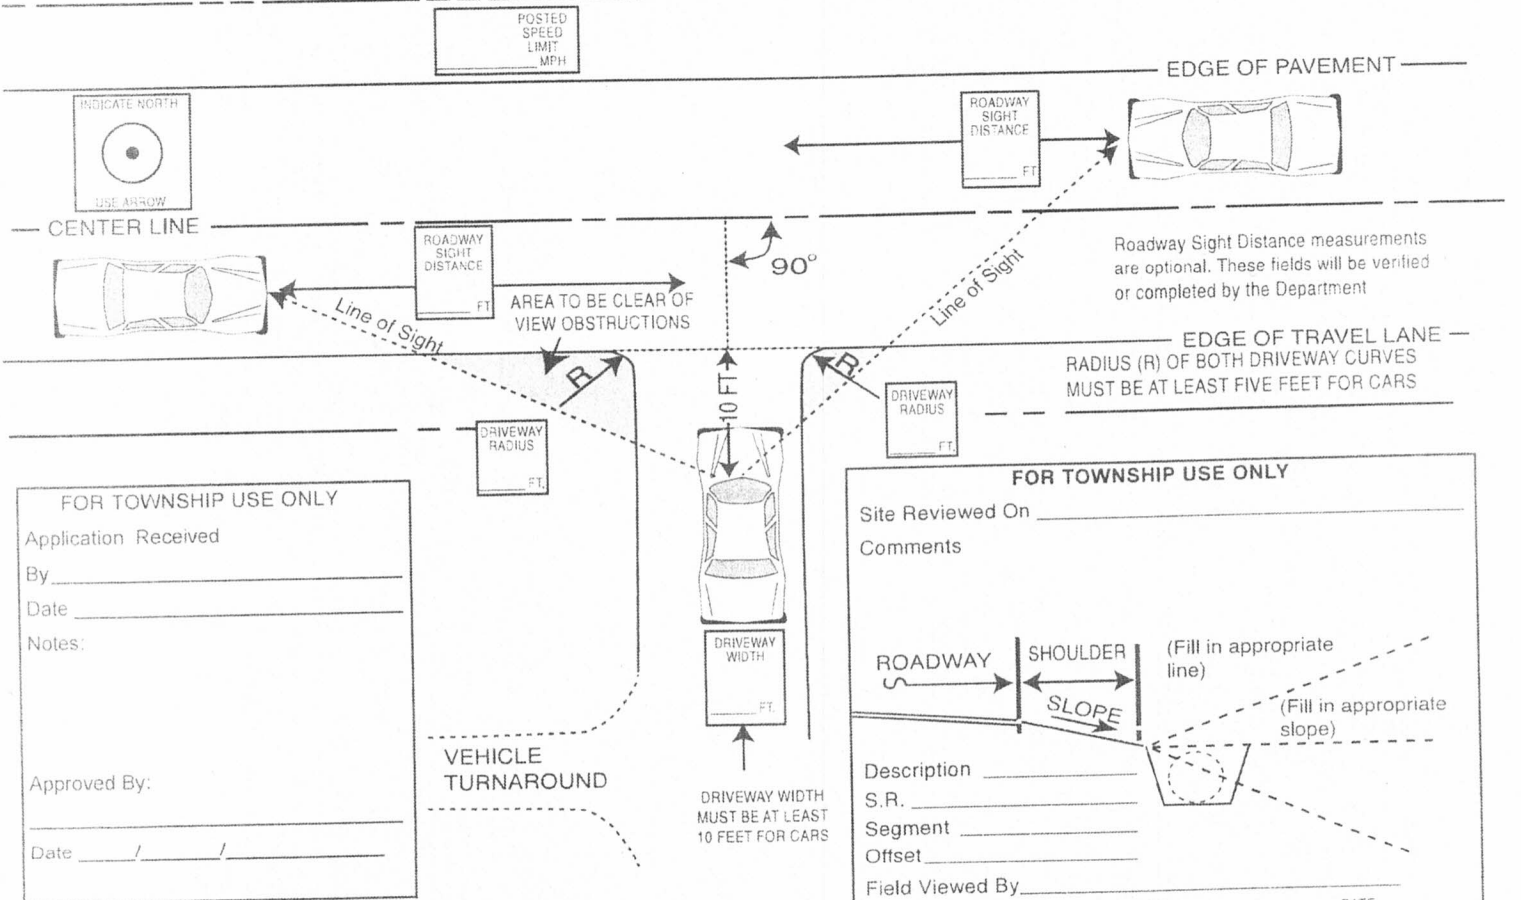 POSTED
SPEED
LIMIT
MPH
EDGE OF PAVEMENT
INDICATE NORTH
USE ARROW
ROADWAY
SIGHT
DISTANCE
FT
CENTER LINE
ROADWAY
SIGHT
DISTANCE
FT
90°
Roadway Sight Distance measurements
are optional. These fields will be verified
or completed by the Department
Line of Sight
Line of Sight
AREA TO BE CLEAR OF
VIEW OBSTRUCTIONS
EDGE OF TRAVEL LANE
RADIUS (R) OF BOTH DRIVEWAY CURVES
MUST BE AT LEAST FIVE FEET FOR CARS
R
R
10 FT
DRIVEWAY
RADIUS
FT.
DRIVEWAY
RADIUS
FT.
FOR TOWNSHIP USE ONLY
Application Received
By
Date
Notes:
Approved By:
Date / /
DRIVEWAY
WIDTH
FT.
VEHICLE
TURNAROUND
DRIVEWAY WIDTH
MUST BE AT LEAST
10 FEET FOR CARS
FOR TOWNSHIP USE ONLY
Site Reviewed On
Comments
ROADWAY
SHOULDER
(Fill in appropriate
line)
SLOPE
(Fill in appropriate
slope)
Description
S.R.
Segment
Offset
Field Viewed By